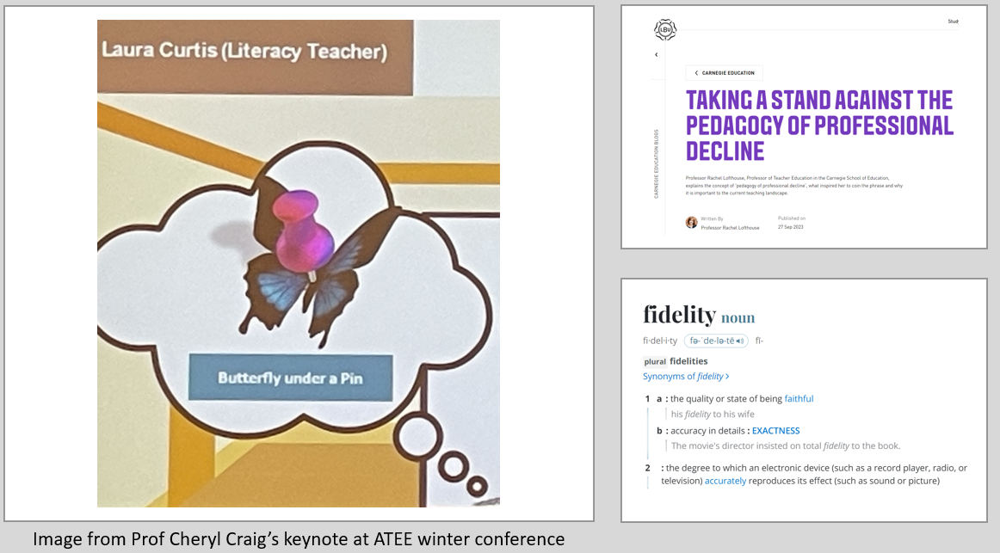 Laura Curtis (Literacy Teacher)
Butterfly under a Pin
Image from Prof Cheryl Craig's keynote at ATEE winter conference
LBU
Stud
CARNEGIE EDUCATION
CARNEGIE EDUCATION BLOGS
TAKING A STAND AGAINST THE
PEDAGOGY OF PROFESSIONAL
DECLINE
Professor Rachel Lofthouse, Professor of Teacher Education in the Carnegie School of Education,
explains the concept of 'pedagogy of professional decline', what inspired her to coin the phrase and why
it is important to the current teaching landscape.
Written By
Professor Rachel Lofthouse
Published on
27 Sep 2023
fidelity noun
fi·​del·​i·​ty fə-ˈde-lə-tē fī-
plural fidelities
Synonyms of fidelity >
1 a : the quality or state of being faithful
his fidelity to his wife
b : accuracy in details : EXACTNESS
The movie's director insisted on total fidelity to the book.
2 : the degree to which an electronic device (such as a record player, radio, or
television) accurately reproduces its effect (such as sound or picture)